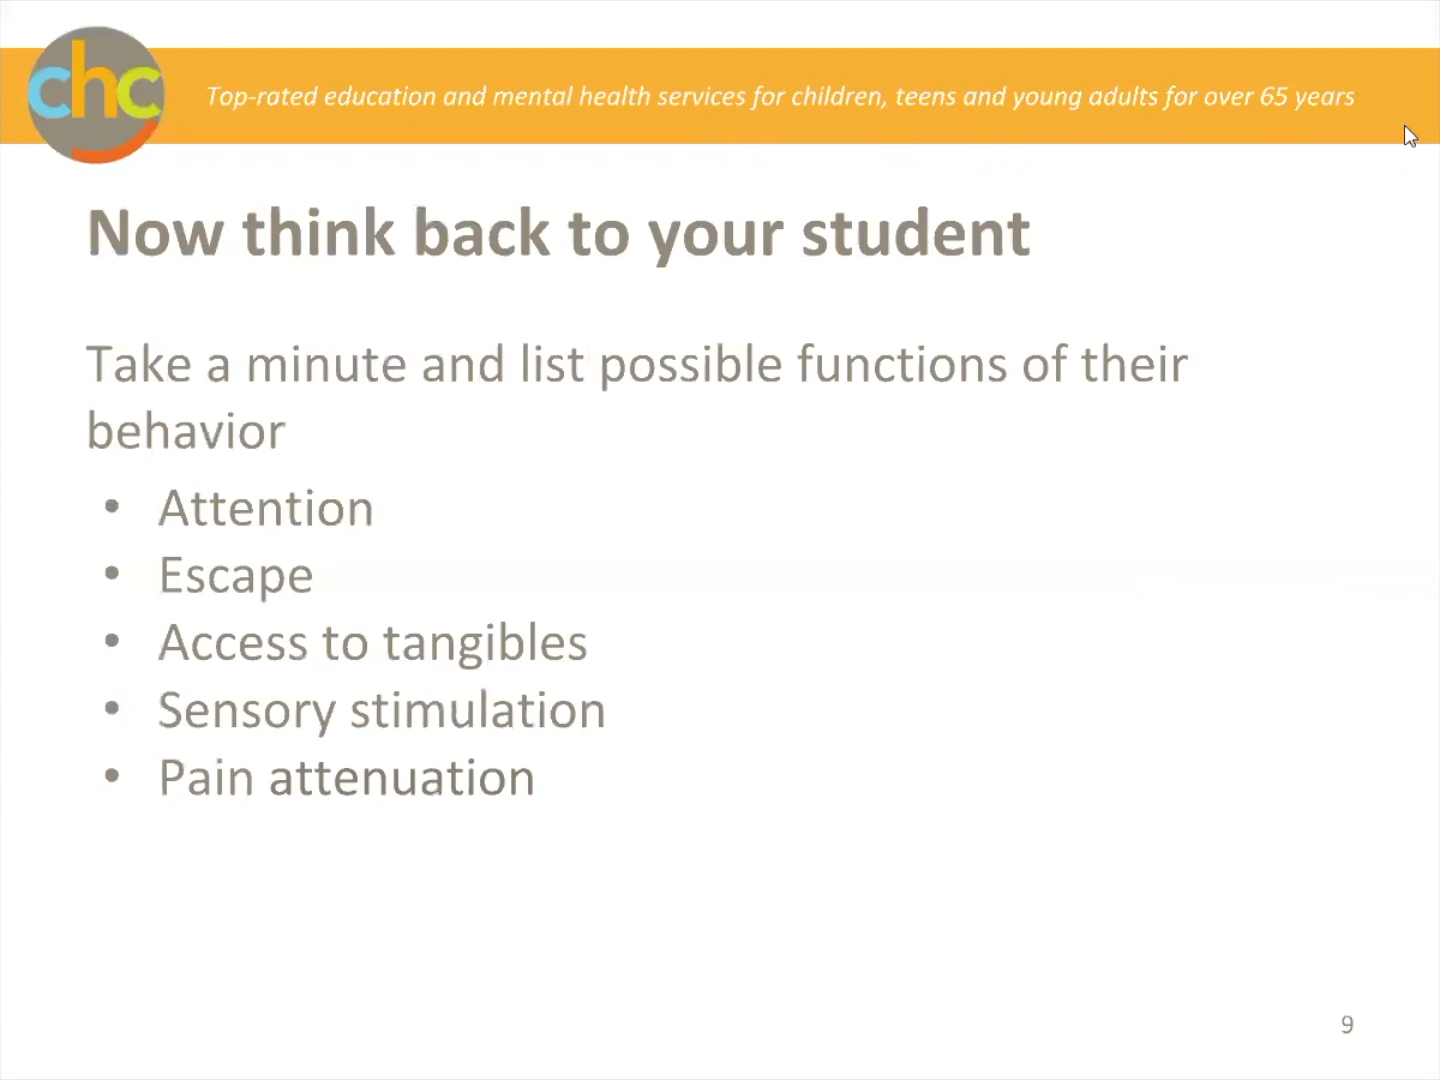 chc
Top-rated education and mental health services for children, teens and young adults for over 65 years
Now think back to your student
Take a minute and list possible functions of their
behavior
• Attention
• Escape
• Access to tangibles
• Sensory stimulation
• Pain attenuation
9